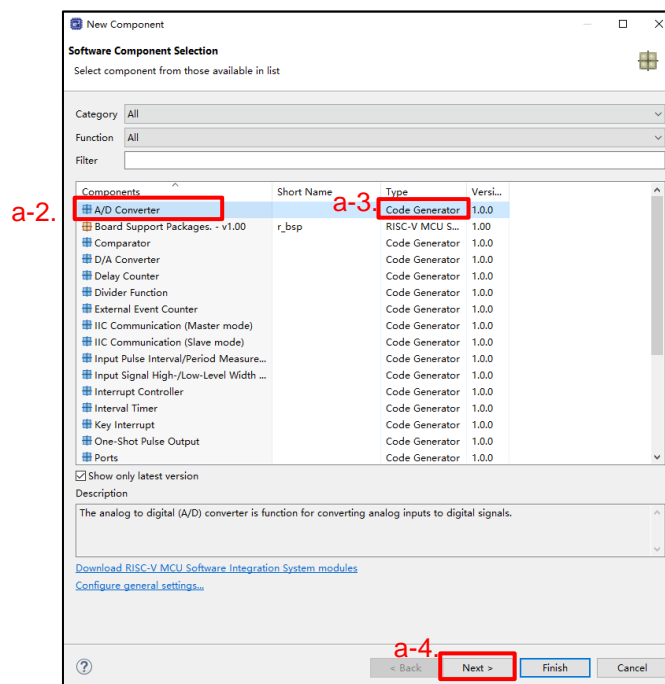 New Component
Software Component Selection
Select component from those available in list
Category All
Function All
Filter
Components Short Name Type Versi...
a-2. A/D Converter a-3. Code Generator 1.0.0
Board Support Packages. - v1.00 r_bsp RISC-V MCU S... 1.00
Comparator Code Generator 1.0.0
D/A Converter Code Generator 1.0.0
Delay Counter Code Generator 1.0.0
Divider Function Code Generator 1.0.0
External Event Counter Code Generator 1.0.0
IIC Communication (Master mode) Code Generator 1.0.0
IIC Communication (Slave mode) Code Generator 1.0.0
Input Pulse Interval/Period Measure... Code Generator 1.0.0
Input Signal High-/Low-Level Width ... Code Generator 1.0.0
Interrupt Controller Code Generator 1.0.0
Interval Timer Code Generator 1.0.0
Key Interrupt Code Generator 1.0.0
One-Shot Pulse Output Code Generator 1.0.0
Ports Code Generator 1.0.0
Show only latest version
Description
The analog to digital (A/D) converter is function for converting analog inputs to digital signals.
Download RISC-V MCU Software Integration System modules
Configure general settings...
a-4.
? < Back Next > Finish Cancel